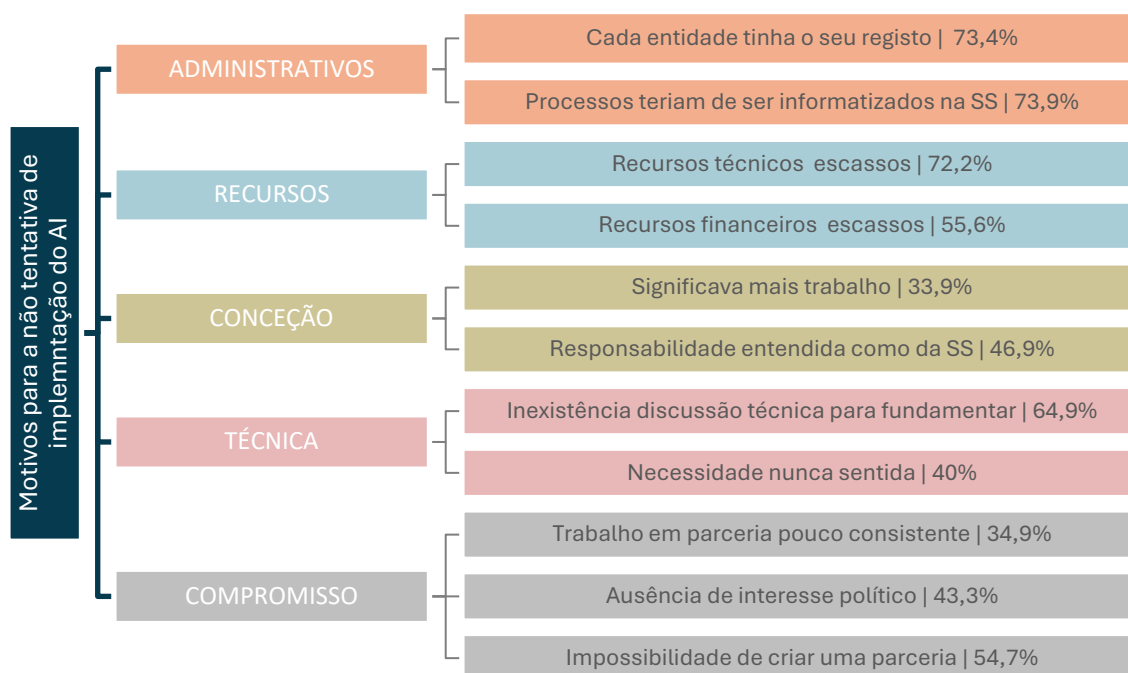 Motivos para a não tentativa de
implemntação do AI
ADMINISTRATIVOS
Cada entidade tinha o seu registo | 73,4%
Processos teriam de ser informatizados na SS | 73,9%
RECURSOS
Recursos técnicos escassos | 72,2%
Recursos financeiros escassos | 55,6%
CONCEÇÃO
Significava mais trabalho | 33,9%
Responsabilidade entendida como da SS | 46,9%
TÉCNICA
Inexistência discussão técnica para fundamentar | 64,9%
Necessidade nunca sentida | 40%
COMPROMISSO
Trabalho em parceria pouco consistente | 34,9%
Ausência de interesse político | 43,3%
Impossibilidade de criar uma parceria | 54,7%